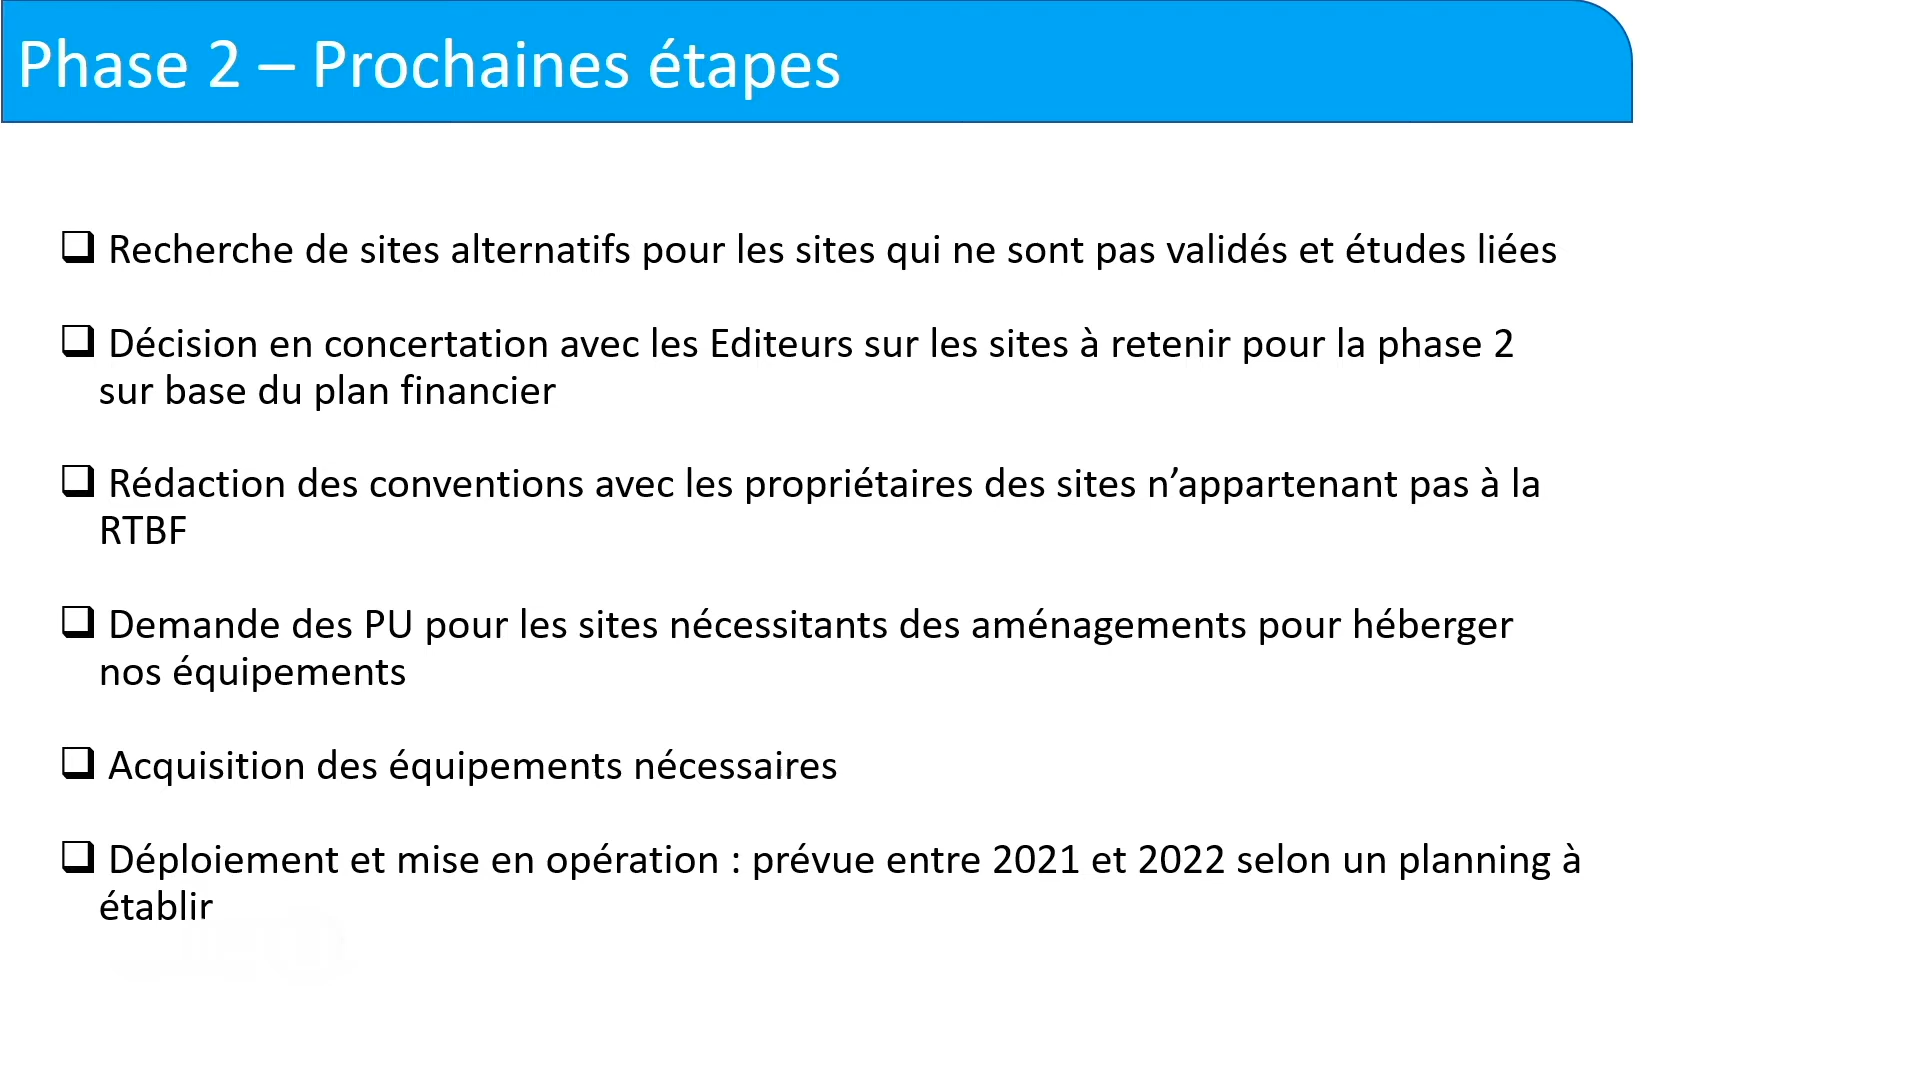 Phase 2 – Prochaines étapes
Recherche de sites alternatifs pour les sites qui ne sont pas validés et études liées
Décision en concertation avec les Editeurs sur les sites à retenir pour la phase 2
sur base du plan financier
Rédaction des conventions avec les propriétaires des sites n’appartenant pas à la
RTBF
Demande des PU pour les sites nécessitants des aménagements pour héberger
nos équipements
Acquisition des équipements nécessaires
Déploiement et mise en opération : prévue entre 2021 et 2022 selon un planning à
établir